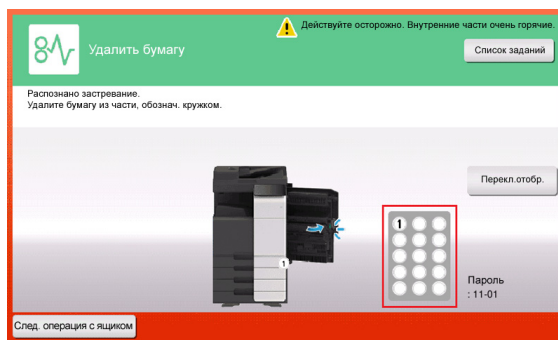 Действуйте осторожно. Внутренние части очень горячие.
Удалить бумагу
Список заданий
Распознано застревание.
Удалите бумагу из части, обознач. кружком.
Перекл.отобр.
1
1
Пароль
: 11-01
След. операция с ящиком